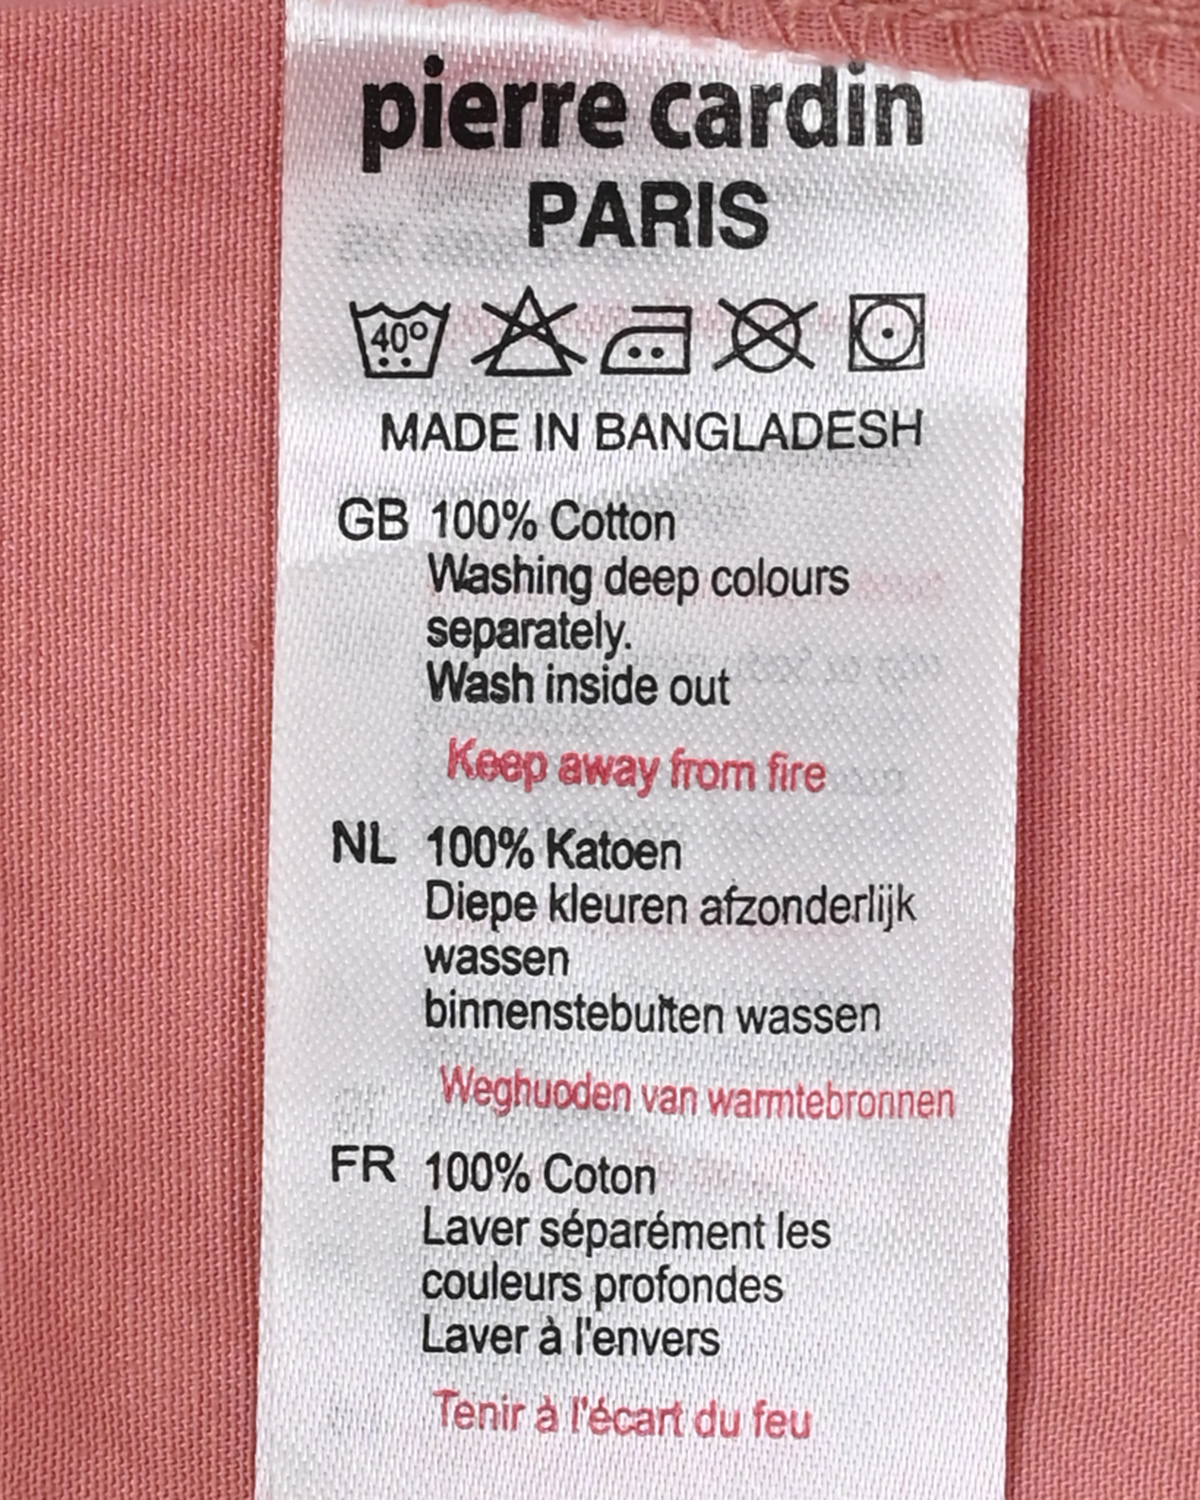 pierre cardin
PARIS
40º
MADE IN BANGLADESH
GB 100% Cotton
Washing deep colours
separately.
Wash inside out
Keep away from fire
NL 100% Katoen
Diepe kleuren afzonderlijk
wassen
binnenstebuiten wassen
Weghuoden van warmtebronnen
FR 100% Coton
Laver séparément les
couleurs profondes
Laver à l'envers
Tenir à l'écart du feu